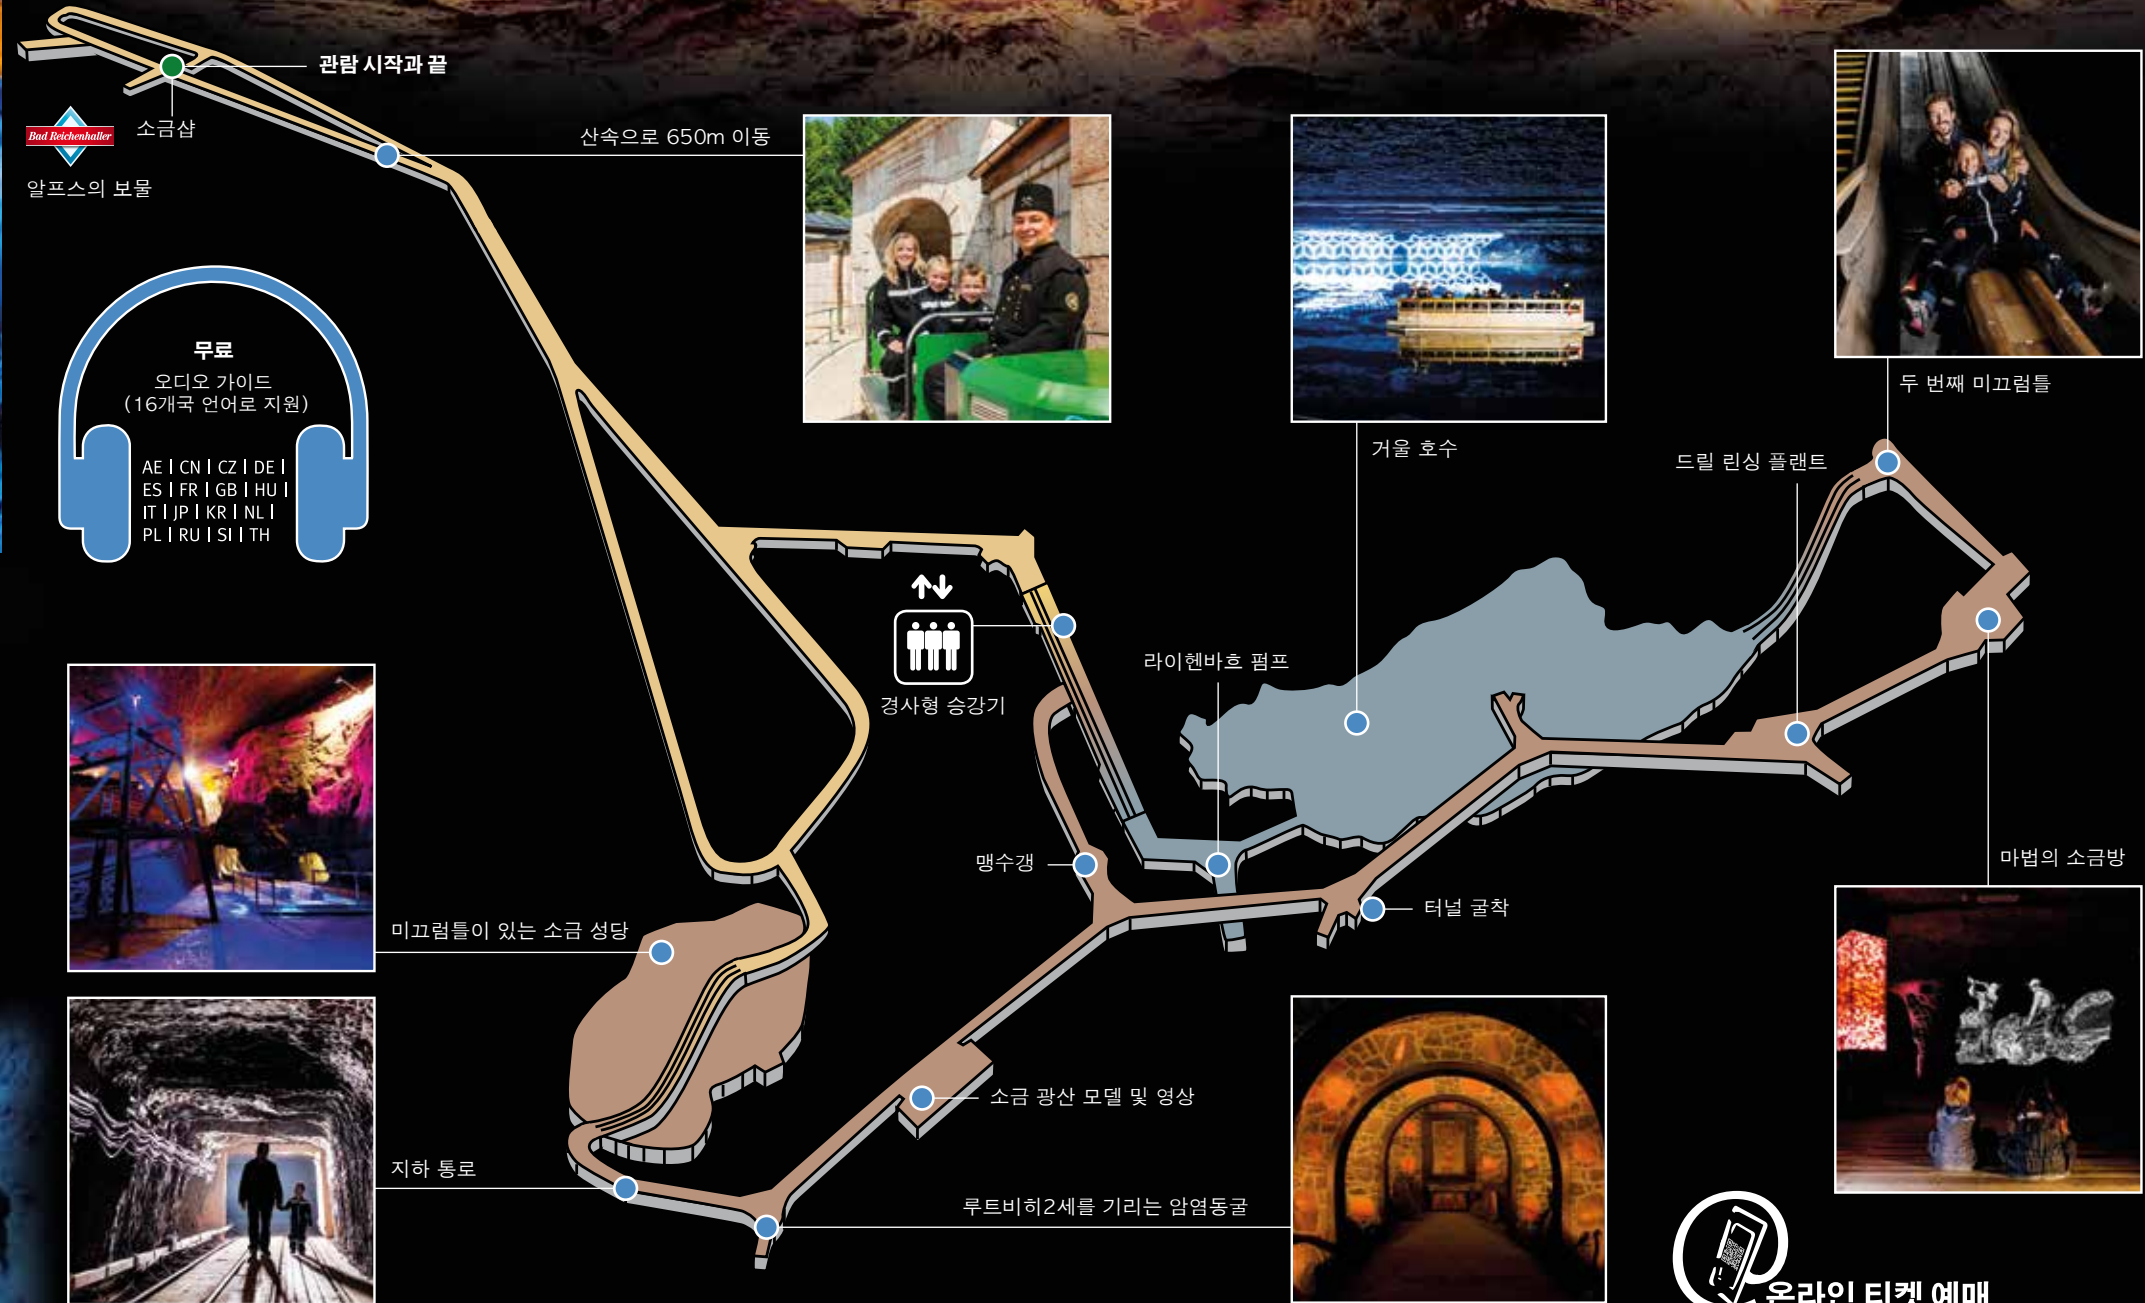 관람 시작과 끝
소금샵
Bad Reichenhaller
알프스의 보물
산속으로 650m 이동
두 번째 미끄럼틀
무료
오디오 가이드
(16개국 언어로 지원)
AE | CN | CZ | DE |
ES | FR | GB | HU |
IT | JP | KR | NL |
PL | RU | SI | TH
거울 호수
드릴 린싱 플랜트
경사형 승강기
라이헨바흐 펌프
맹수갱
마법의 소금방
터널 굴착
미끄럼틀이 있는 소금 성당
소금 광산 모델 및 영상
지하 통로
루트비히2세를 기리는 암염동굴
온라인 티켓 예매